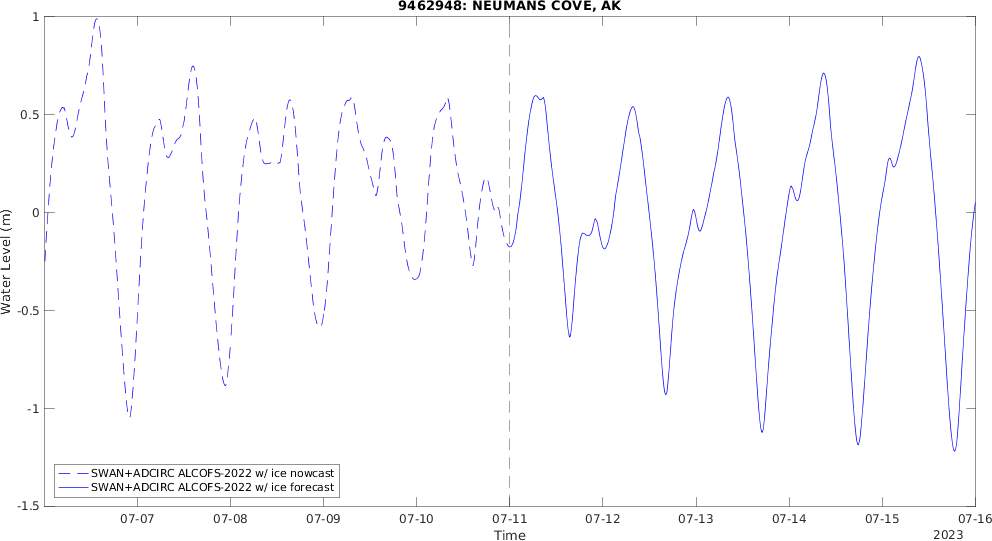 9462948: NEUMANS COVE, AK
1
0.5
0
-0.5
-1
-1.5
Water Level (m)
SWAN+ADCIRC ALCOFS-2022 w/ ice nowcast
SWAN+ADCIRC ALCOFS-2022 w/ ice forecast
07-07 07-08 07-09 07-10 07-11 07-12 07-13 07-14 07-15 07-16
Time
2023